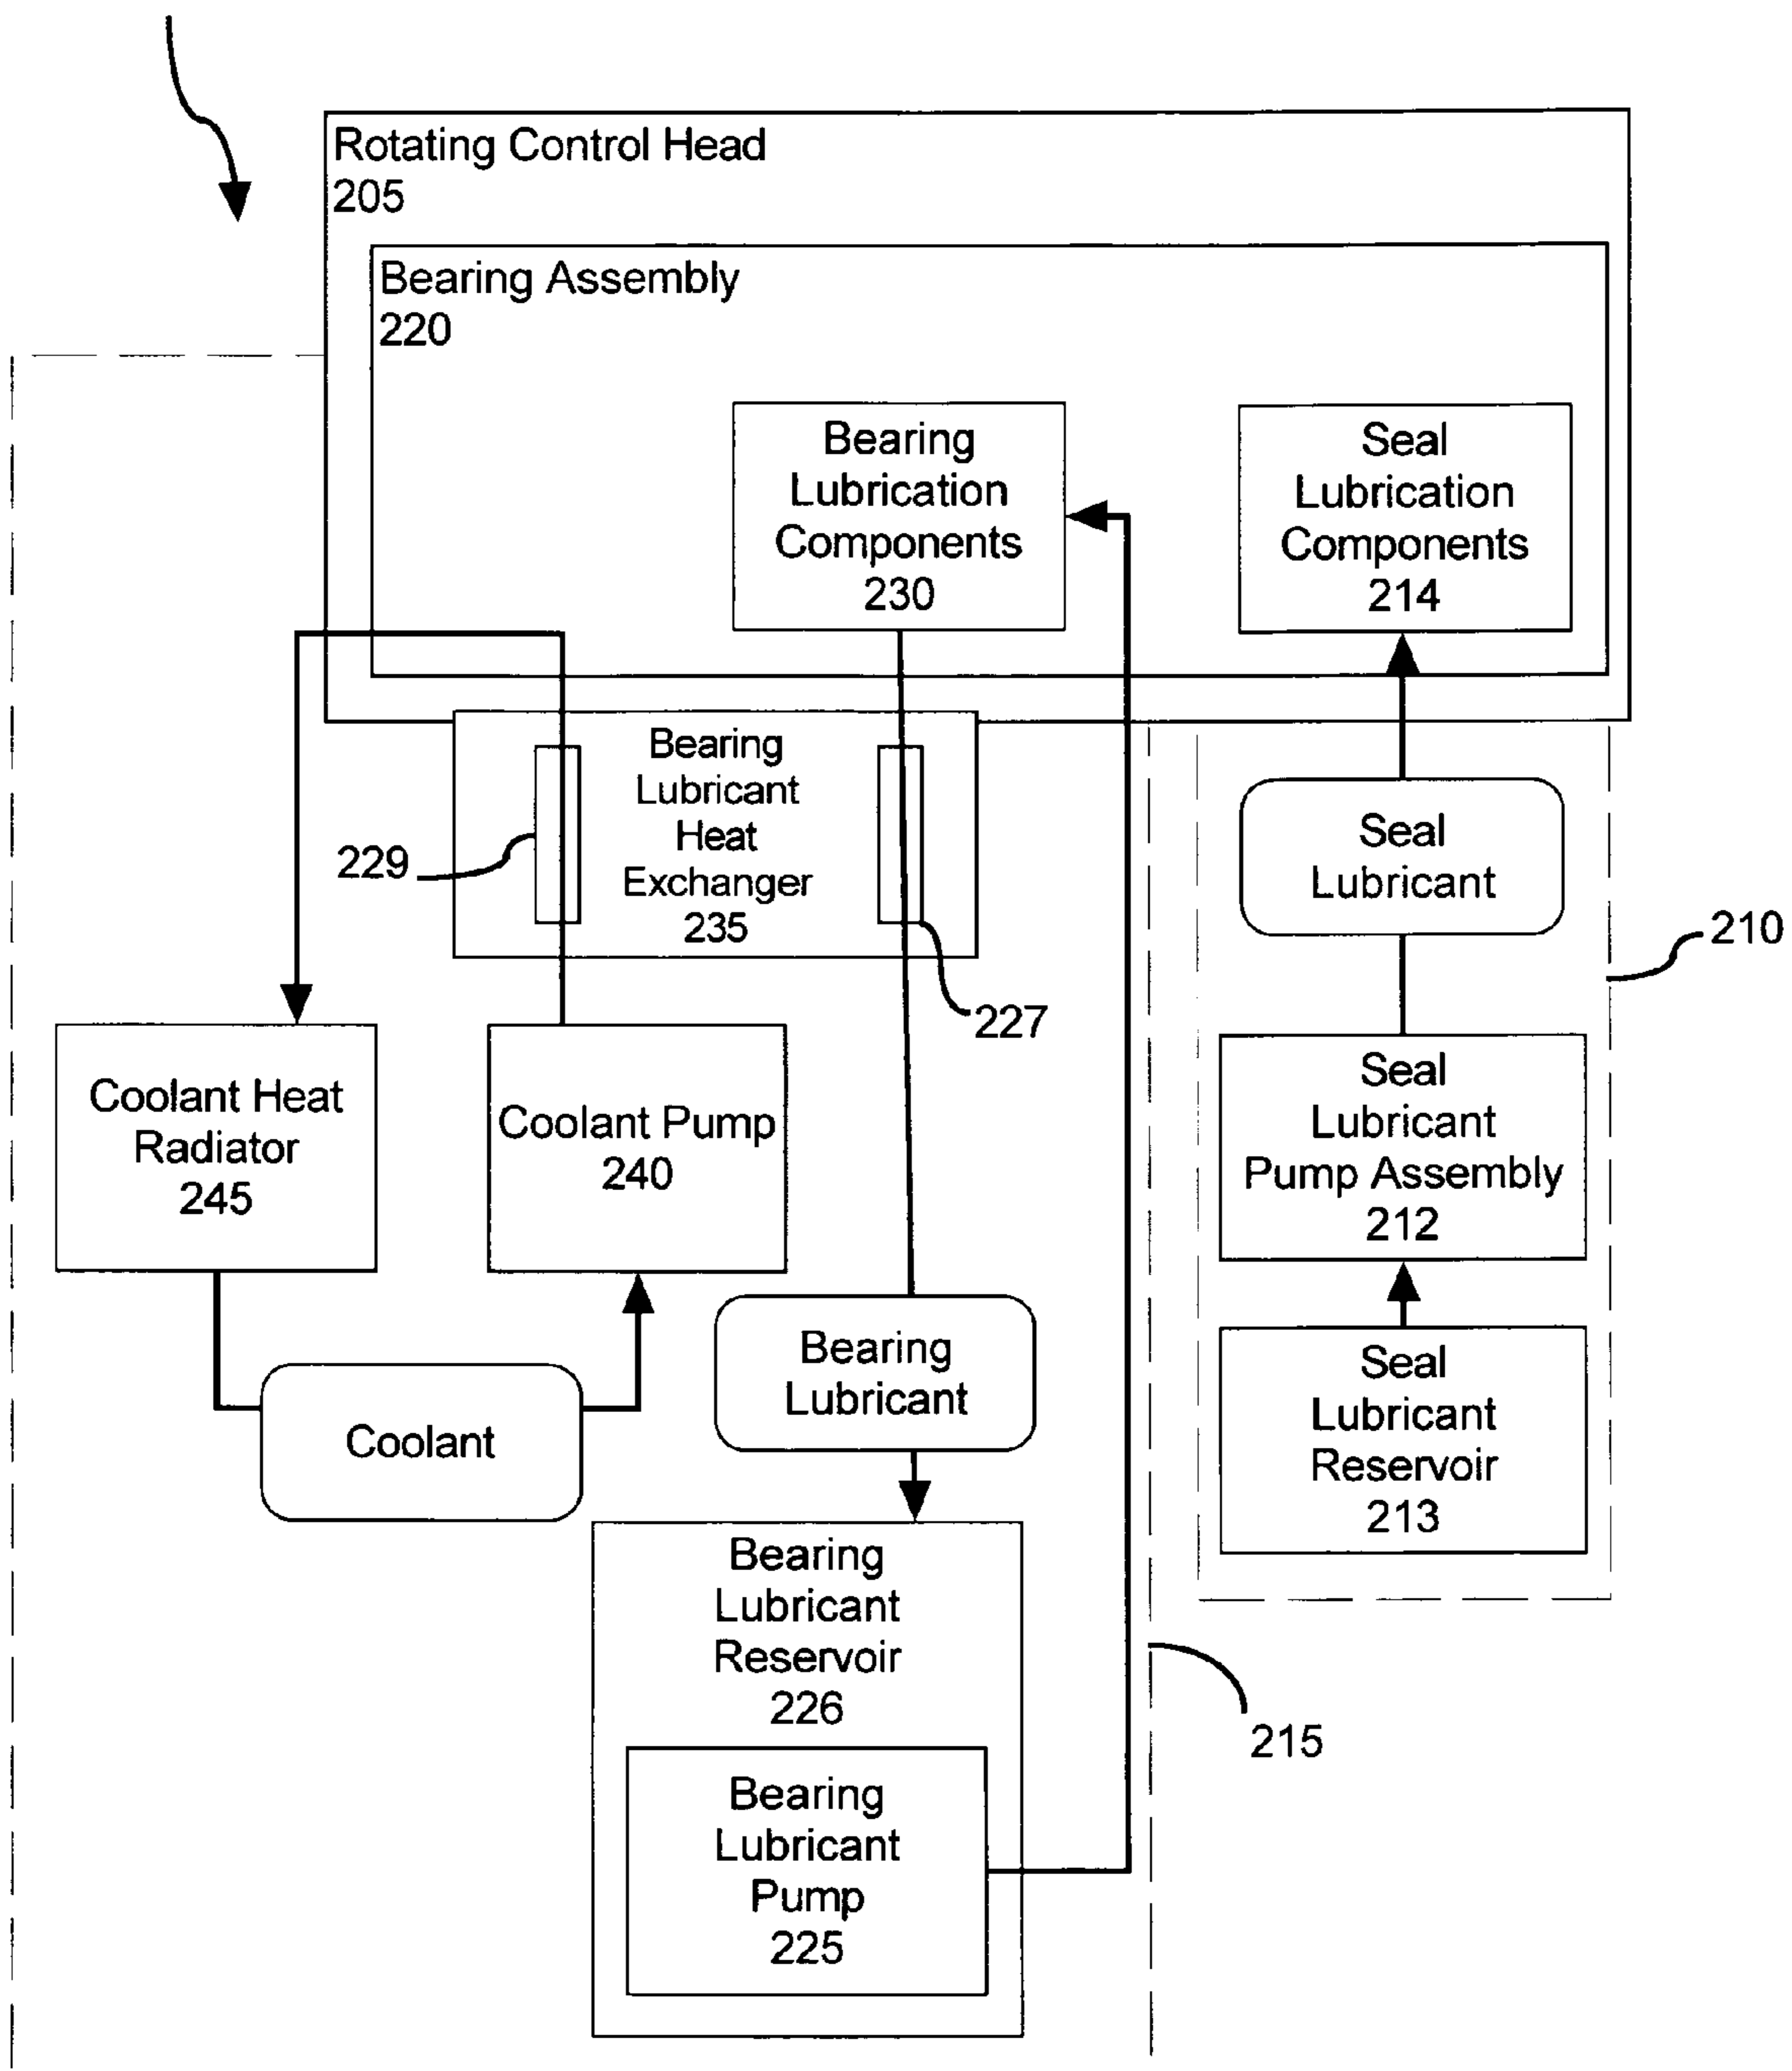 Rotating Control Head
205
Bearing Assembly
220
Bearing
Lubrication
Components
230
Seal
Lubrication
Components
214
Bearing
Lubricant
Heat
Exchanger
235
229
227
Seal
Lubricant
210
Coolant Heat
Radiator
245
Coolant Pump
240
Seal
Lubricant
Pump Assembly
212
Bearing
Lubricant
Coolant
Seal
Lubricant
Reservoir
213
Bearing
Lubricant
Reservoir
226
215
Bearing
Lubricant
Pump
225